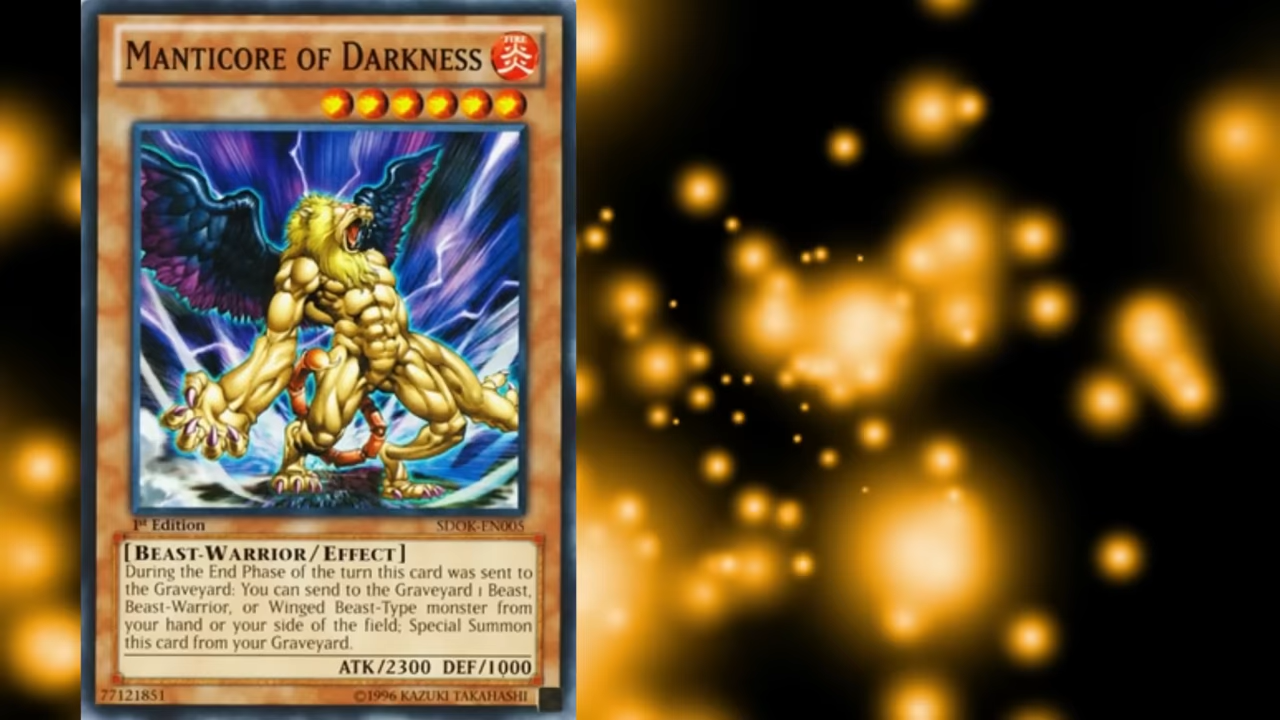 MANTICORE OF DARKNESS
FIRE
炎
1st Edition
SDOK-EN005
[BEAST-WARRIOR/EFFECT]
During the End Phase of the turn this card was sent to
the Graveyard: You can send to the Graveyard 1 Beast,
Beast-Warrior, or Winged Beast-Type monster from
your hand or your side of the field; Special Summon
this card from your Graveyard.
ATK/2300 DEF/1000
77121851
©1996 KAZUKI TAKAHASHI